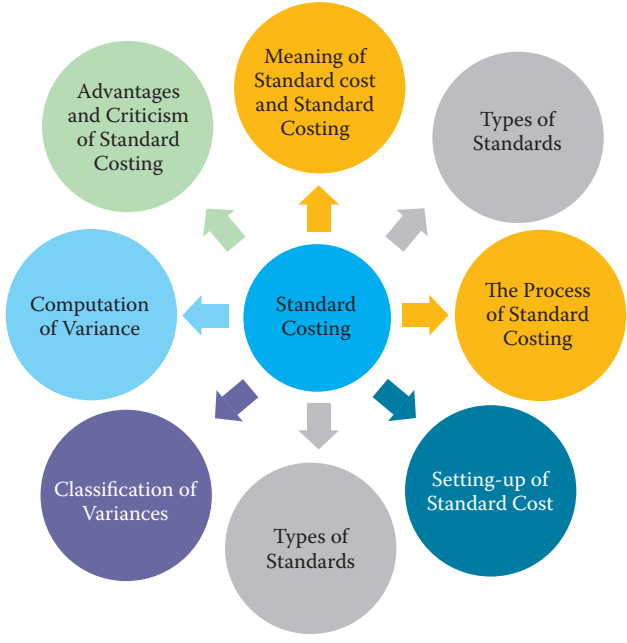 Meaning of
Standard cost
and Standard
Costing
Types of
Standards
The Process
of Standard
Costing
Setting-up of
Standard Cost
Types of
Standards
Classification of
Variances
Computation
of Variance
Advantages
and Criticism
of Standard
Costing
Standard
Costing